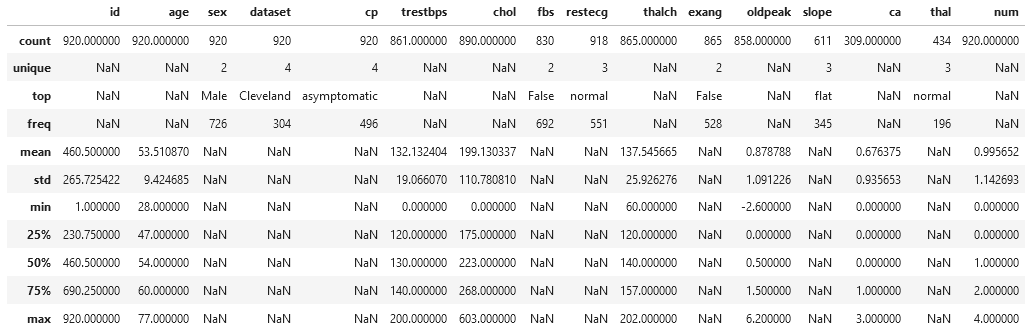 id age sex dataset cp trestbps chol fbs restecg thalch exang oldpeak slope ca thal num
count 920.000000 920.000000 920 920 920 861.000000 890.000000 830 918 865.000000 865 858.000000 611 309.000000 434 920.000000
unique NaN NaN 2 4 4 NaN NaN 2 3 NaN 2 NaN 3 NaN 3 NaN
top NaN NaN Male Cleveland asymptomatic NaN NaN False normal NaN False NaN flat NaN normal NaN
freq NaN NaN 726 304 496 NaN NaN 692 551 NaN 528 NaN 345 NaN 196 NaN
mean 460.500000 53.510870 NaN NaN NaN 132.132404 199.130337 NaN NaN 137.545665 NaN 0.878788 NaN 0.676375 NaN 0.995652
std 265.725422 9.424685 NaN NaN NaN 19.066070 110.780810 NaN NaN 25.926276 NaN 1.091226 NaN 0.935653 NaN 1.142693
min 1.000000 28.000000 NaN NaN NaN 0.000000 0.000000 NaN NaN 60.000000 NaN -2.600000 NaN 0.000000 NaN 0.000000
25% 230.750000 47.000000 NaN NaN NaN 120.000000 175.000000 NaN NaN 120.000000 NaN 0.000000 NaN 0.000000 NaN 0.000000
50% 460.500000 54.000000 NaN NaN NaN 130.000000 223.000000 NaN NaN 140.000000 NaN 0.500000 NaN 0.000000 NaN 1.000000
75% 690.250000 60.000000 NaN NaN NaN 140.000000 268.000000 NaN NaN 157.000000 NaN 1.500000 NaN 1.000000 NaN 2.000000
max 920.000000 77.000000 NaN NaN NaN 200.000000 603.000000 NaN NaN 202.000000 NaN 6.200000 NaN 3.000000 NaN 4.000000